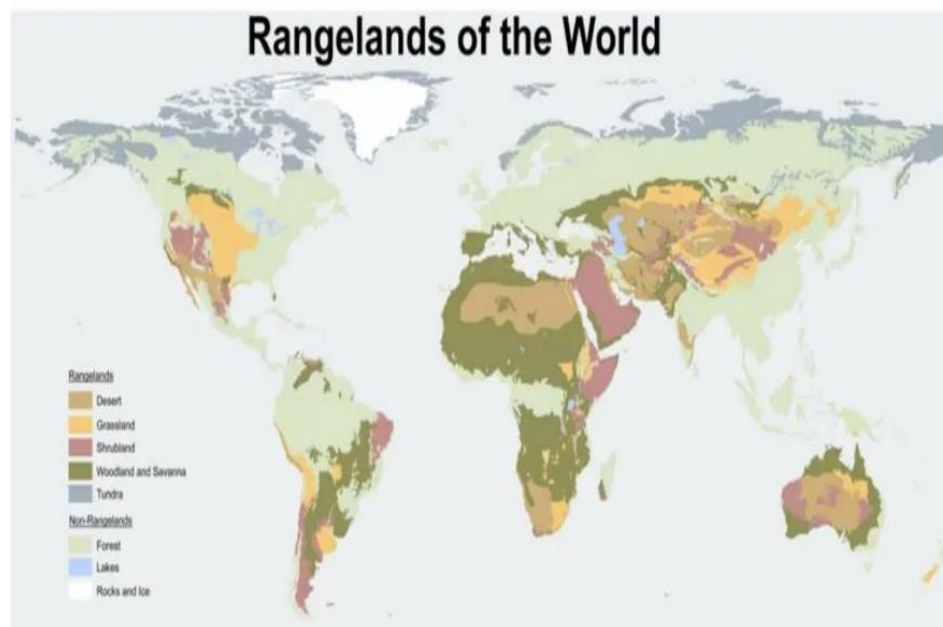 Rangelands of the World
Rangelands
Desert
Grassland
Shrubland
Woodland and Savanna
Tundra
Non-Rangelands
Forest
Lakes
Rocks and Ice